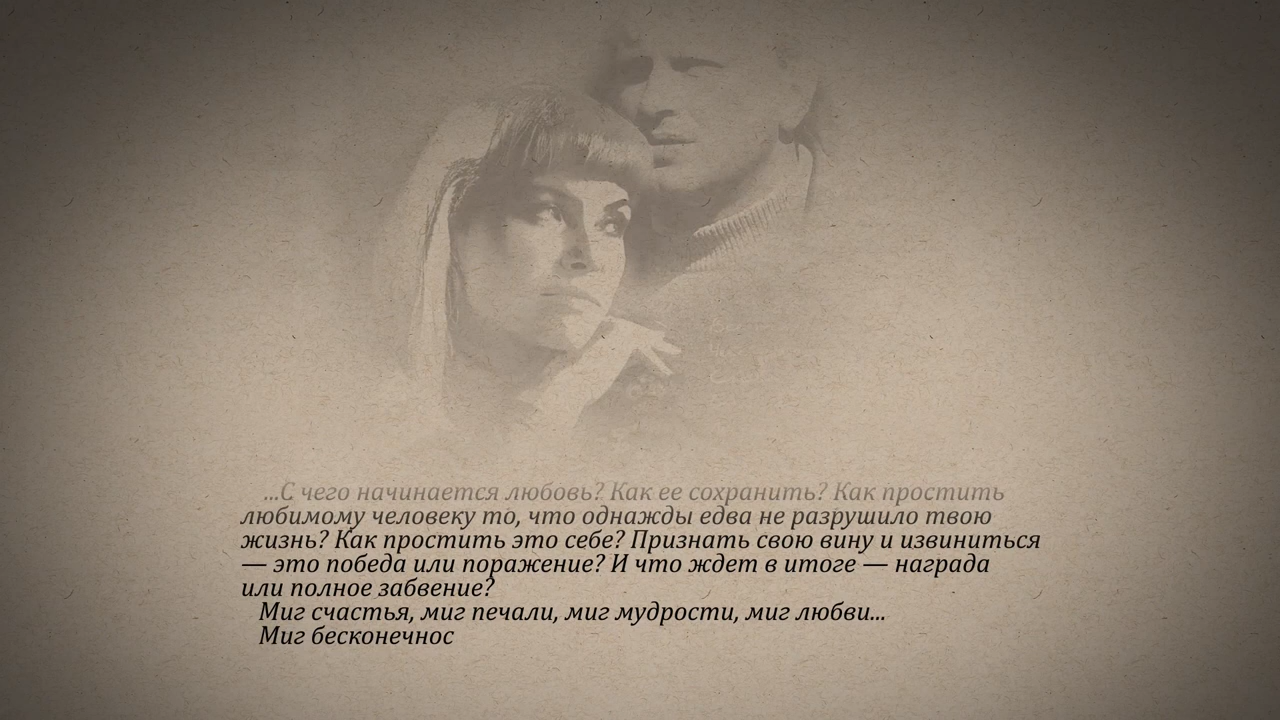 ...С чего начинается любовь? Как ее сохранить? Как простить
любимому человеку то, что однажды едва не разрушило твою
жизнь? Как простить это себе? Признать свою вину и извиниться
— это победа или поражение? И что ждет в итоге — награда
или полное забвение?
Миг счастья, миг печали, миг мудрости, миг любви...
Миг бесконечнос